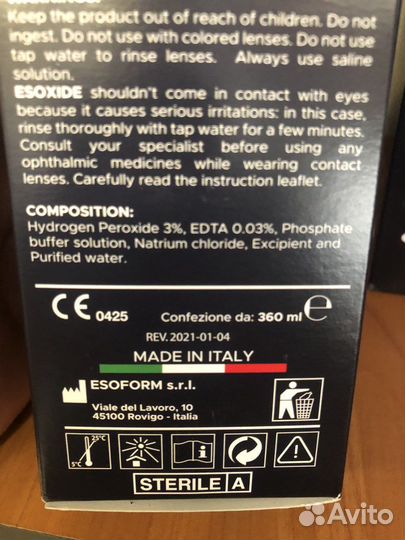 Keep the product out of reach of children. Do not
ingest. Do not use with colored lenses. Do not use
tap water to rinse lenses. Always use saline
solution.
ESOXIDE shouldn't come in contact with eyes
because it causes serious irritations: in this case,
rinse thoroughly with tap water for a few minutes.
Consult your specialist before using any
ophthalmic medicines while wearing contact
lenses. Carefully read the instruction leaflet.
COMPOSITION:
Hydrogen Peroxide 3%, EDTA 0.03%, Phosphate
buffer solution, Natrium chloride, Excipient and
Purified water.
CE 0425 Confezione da: 360 ml ℮
REV. 2021-01-04
MADE IN ITALY
ESOFORM s.r.l.
Viale del Lavoro, 10
45100 Rovigo - Italia
5°C 25°C
STERILE A
Avito